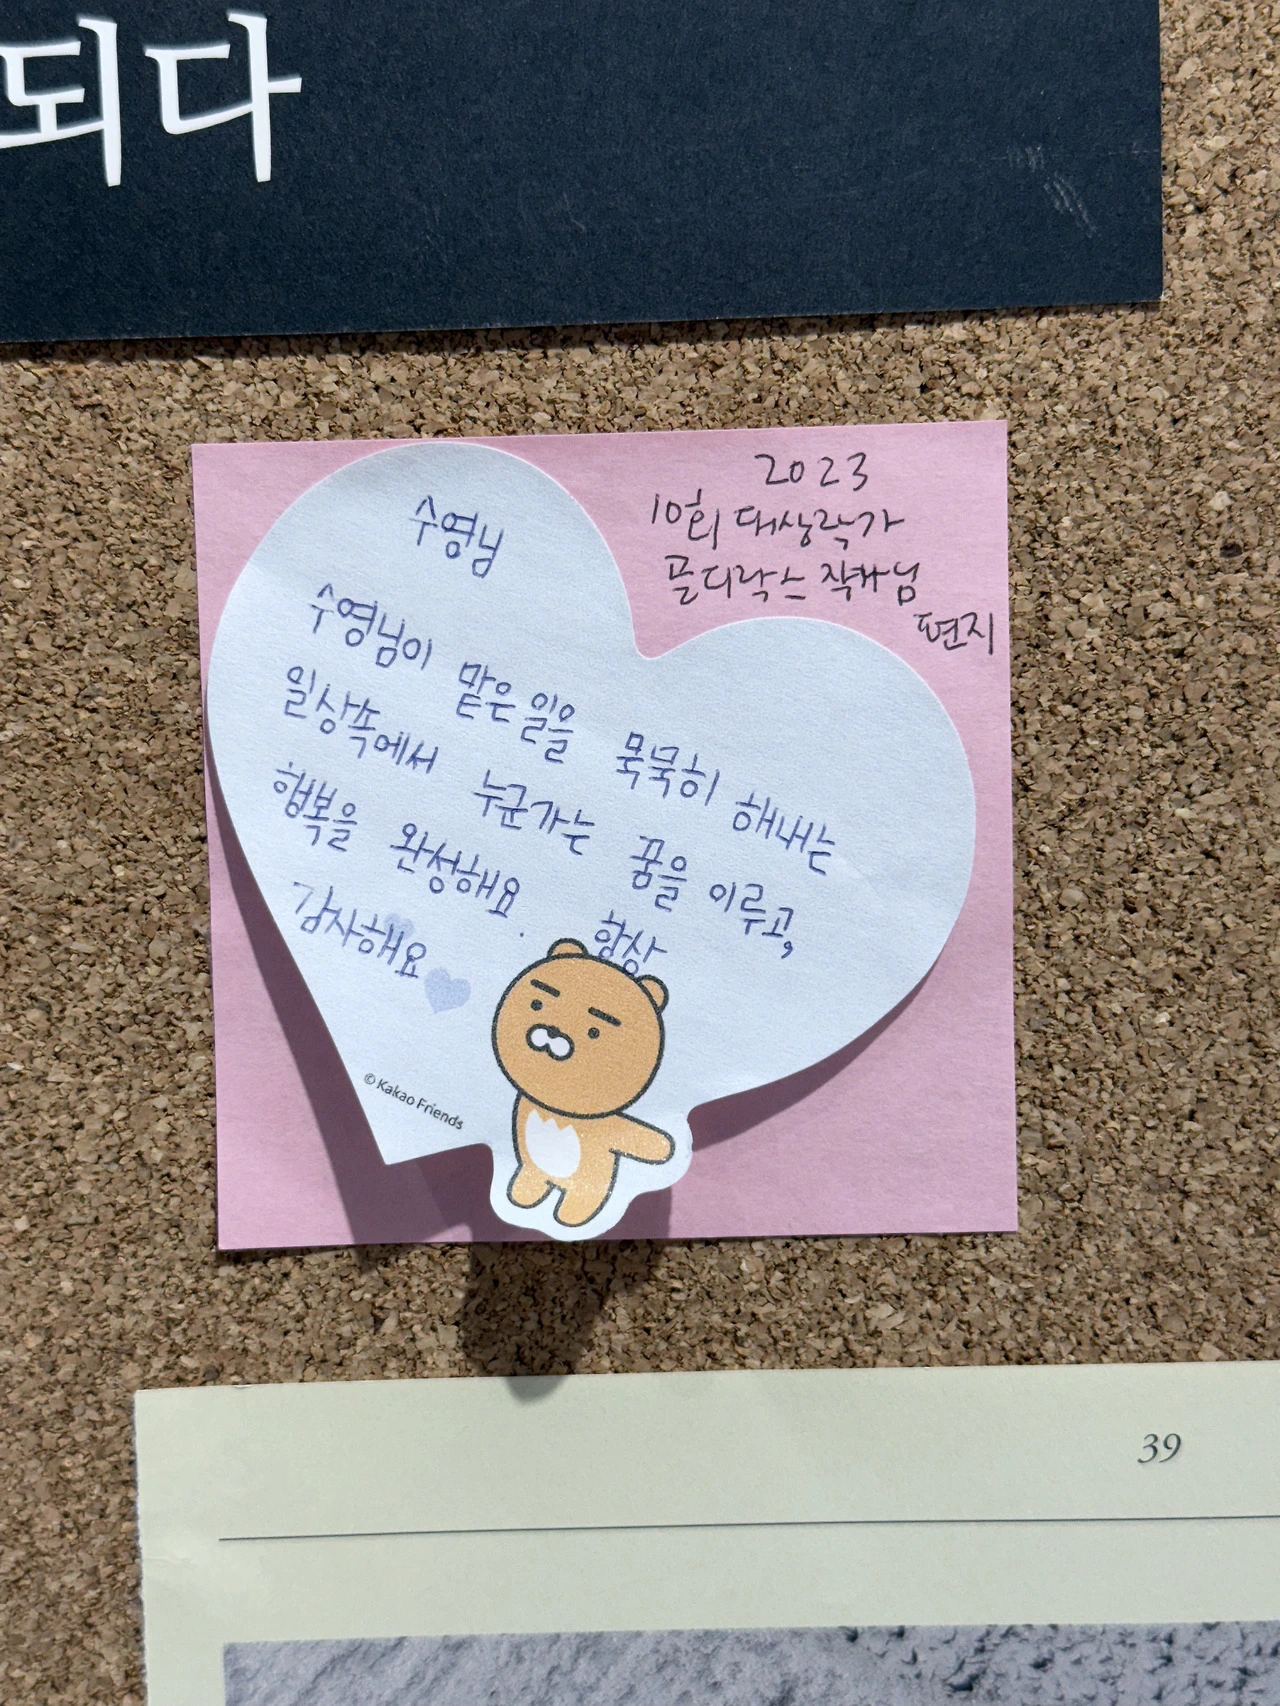 되다
2023
10회 대상작가
골디락스 작가님
편지
수영님
수영님이 맡은 일을 묵묵히 해내는
일상속에서 누군가는 꿈을 이루고,
행복을 완성해요. 항상
감사해요
© Kakao Friends
39